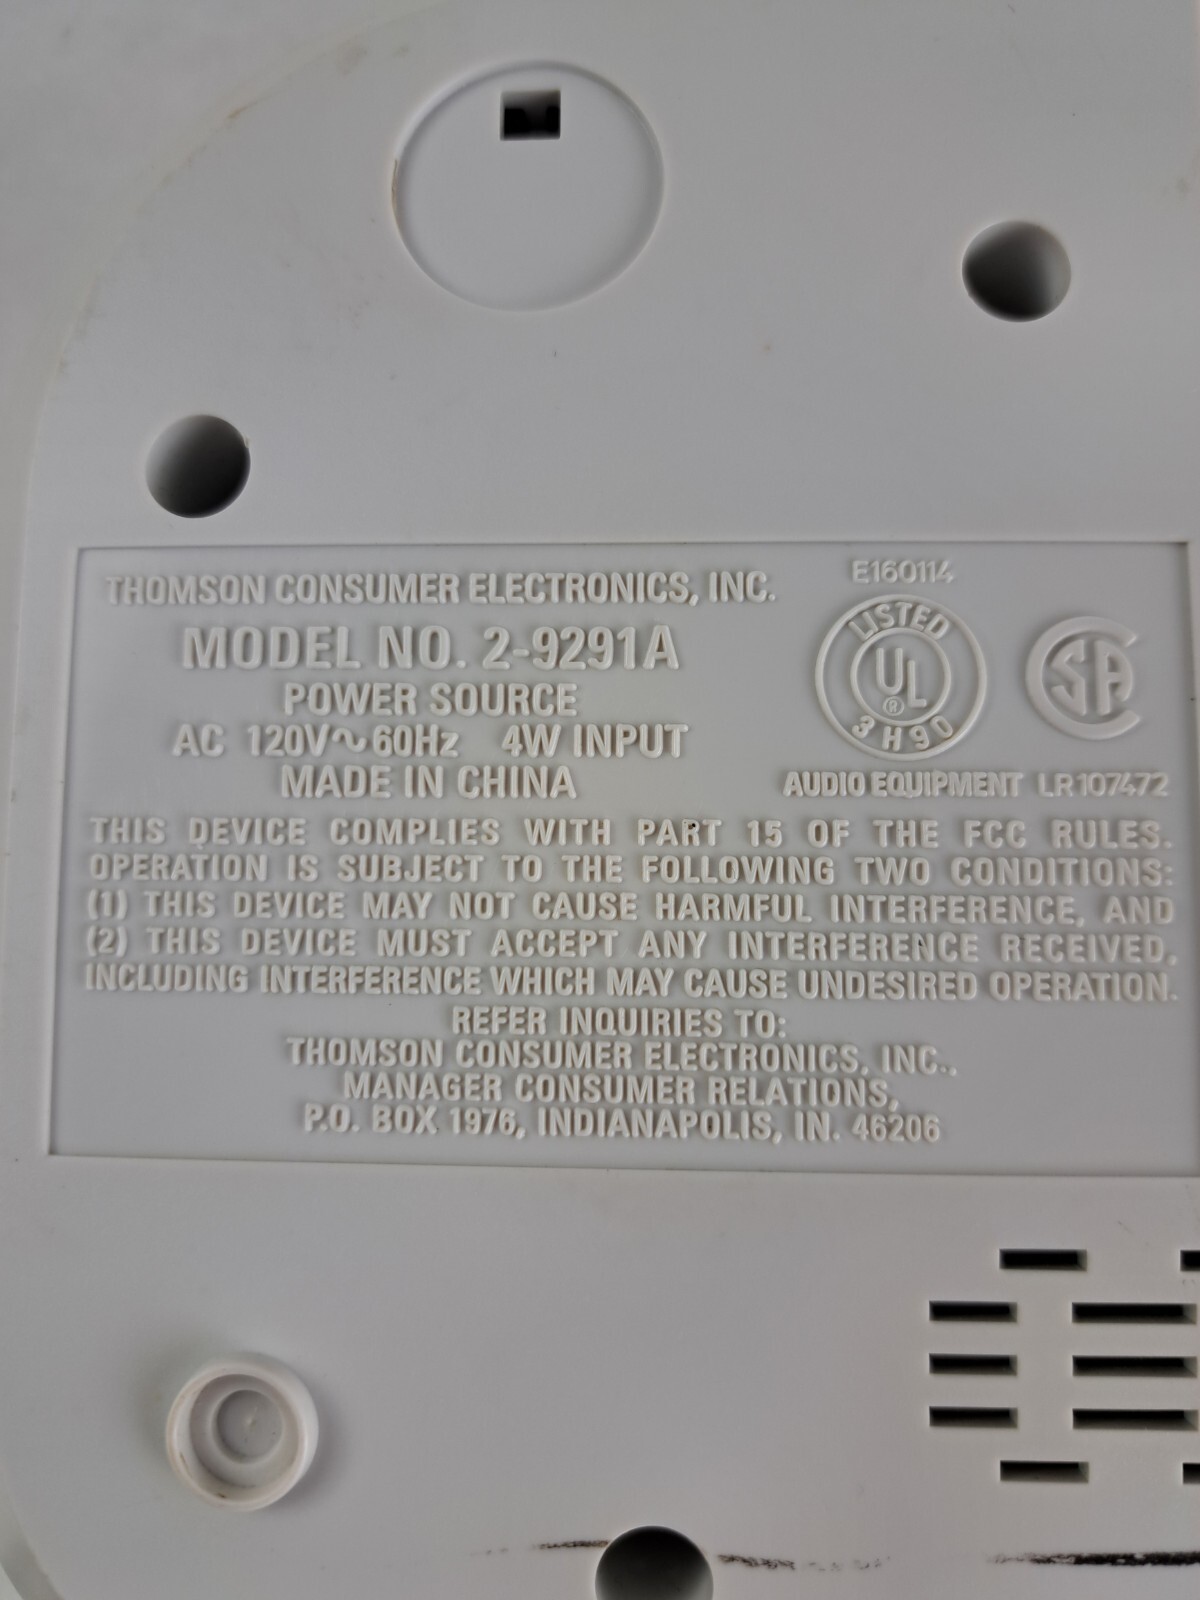 THOMSON CONSUMER ELECTRONICS, INC.
MODEL NO. 2-9291A
POWER SOURCE
AC 120V~60Hz 4W INPUT
MADE IN CHINA
E160114
LISTED
UL
®
3H90
CSA
AUDIO EQUIPMENT LR107472
THIS DEVICE COMPLIES WITH PART 15 OF THE FCC RULES.
OPERATION IS SUBJECT TO THE FOLLOWING TWO CONDITIONS:
(1) THIS DEVICE MAY NOT CAUSE HARMFUL INTERFERENCE, AND
(2) THIS DEVICE MUST ACCEPT ANY INTERFERENCE RECEIVED,
INCLUDING INTERFERENCE WHICH MAY CAUSE UNDESIRED OPERATION.
REFER INQUIRIES TO:
THOMSON CONSUMER ELECTRONICS, INC.,
MANAGER CONSUMER RELATIONS,
P.O. BOX 1976, INDIANAPOLIS, IN. 46206